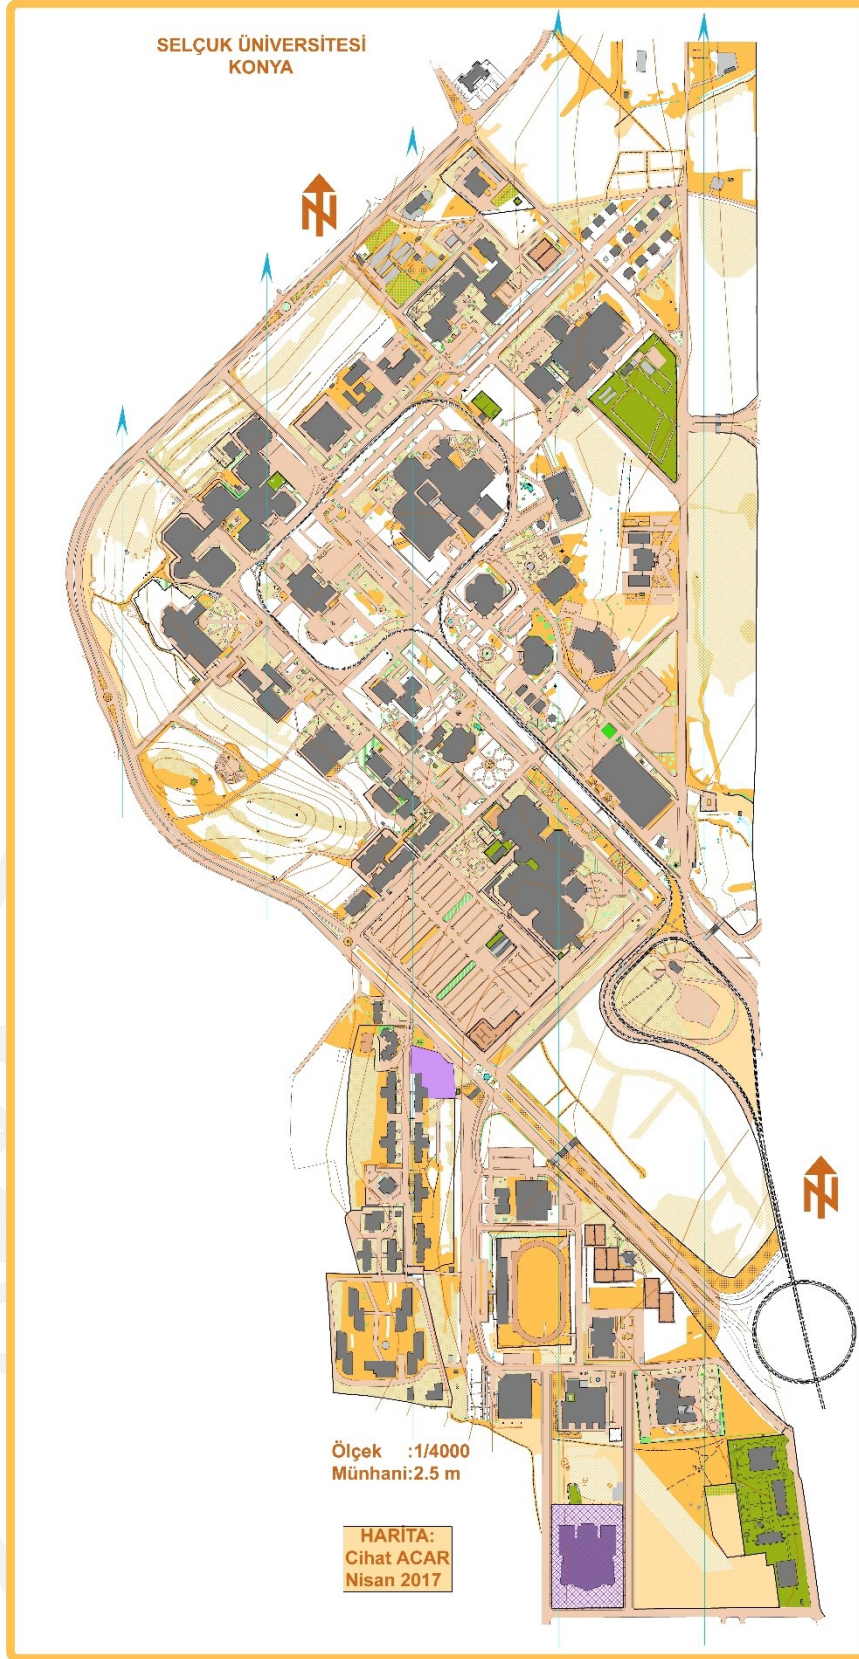 SELÇUK ÜNİVERSİTESİ
KONYA
Ölçek :1/4000
Münhani:2.5 m
HARİTA:
Cihat ACAR
Nisan 2017